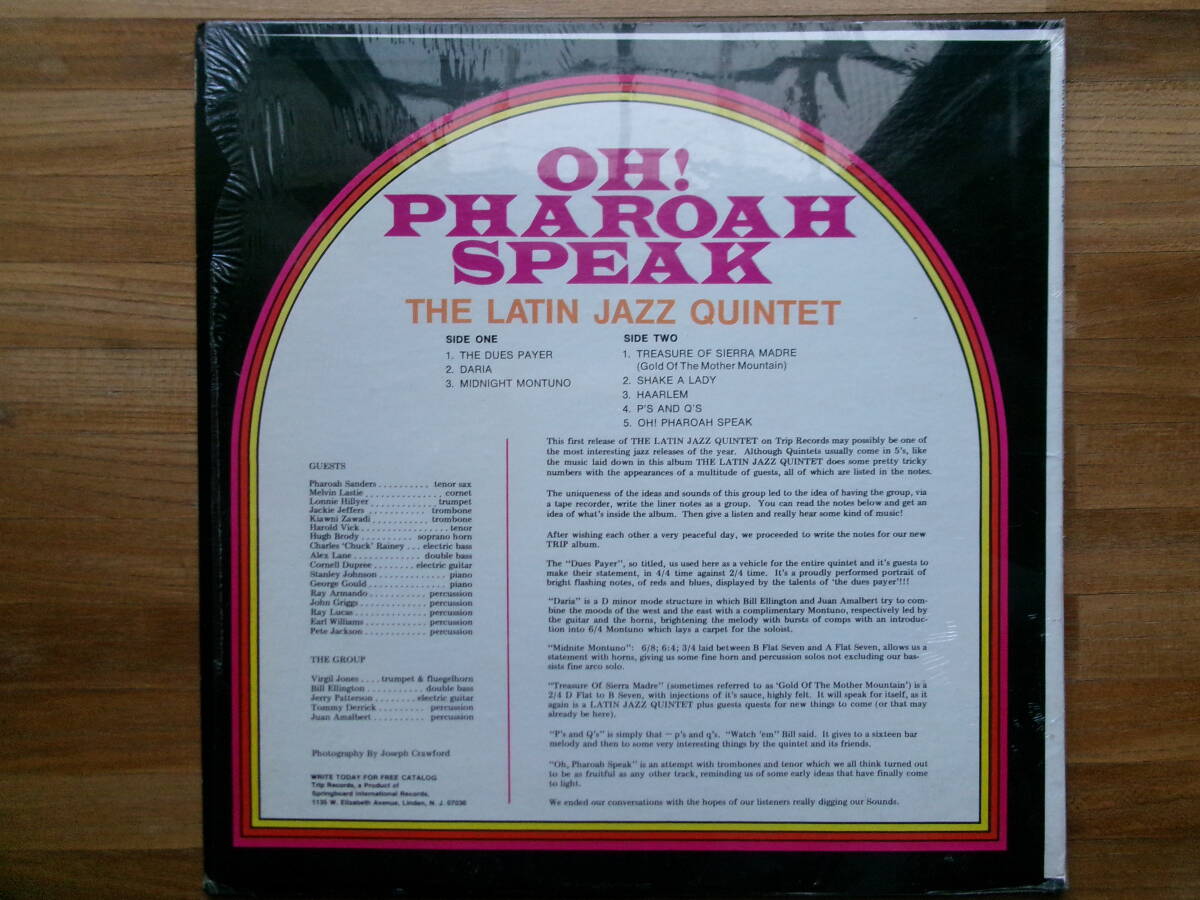 OH!
PHAROAH
SPEAK
THE LATIN JAZZ QUINTET
SIDE ONE
1. THE DUES PAYER
2. DARIA
3. MIDNIGHT MONTUNO
SIDE TWO
1. TREASURE OF SIERRA MADRE
(Gold Of The Mother Mountain)
2. SHAKE A LADY
3. HAARLEM
4. P'S AND Q'S
5. OH! PHAROAH SPEAK
GUESTS
Pharoah Sanders . . . . . . . . . . tenor sax
Melvin Lastie . . . . . . . . . . . . . . cornet
Lonnie Hillyer . . . . . . . . . . . . trumpet
Jackie Jeffers . . . . . . . . . . . trombone
Kiawni Zawadi . . . . . . . . . . trombone
Harold Vick . . . . . . . . . . . . . . . . tenor
Hugh Brody . . . . . . . . . soprano horn
Charles 'Chuck' Rainey . . . electric bass
Alex Lane . . . . . . . . . . . . double bass
Cornell Dupree . . . . . . . electric guitar
Stanley Johnson . . . . . . . . . . . . piano
George Gould . . . . . . . . . . . . . . piano
Ray Armando . . . . . . . . . . percussion
John Griggs . . . . . . . . . . . percussion
Ray Lucas . . . . . . . . . . . . percussion
Earl Williams . . . . . . . . . . percussion
Pete Jackson . . . . . . . . . . percussion
THE GROUP
Virgil Jones . . . . trumpet & fluegelhorn
Bill Ellington . . . . . . . . . . double bass
Jerry Patterson . . . . . . . electric guitar
Tommy Derrick . . . . . . . . percussion
Juan Amalbert . . . . . . . . . percussion
Photography By Joseph Crawford
WRITE TODAY FOR FREE CATALOG
Trip Records, a Product of
Springboard International Records,
1135 W. Elizabeth Avenue, Linden, N. J. 07036
This first release of THE LATIN JAZZ QUINTET on Trip Records may possibly be one of
the most interesting jazz releases of the year. Although Quintets usually come in 5's, like
the music laid down in this album THE LATIN JAZZ QUINTET does some pretty tricky
numbers with the appearances of a multitude of guests, all of which are listed in the notes.
The uniqueness of the ideas and sounds of this group led to the idea of having the group, via
a tape recorder, write the liner notes as a group. You can read the notes below and get an
idea of what's inside the album. Then give a listen and really hear some kind of music!
After wishing each other a very peaceful day, we proceeded to write the notes for our new
TRIP album.
The "Dues Payer", so titled, us used here as a vehicle for the entire quintet and it's guests to
make their statement, in 4/4 time against 2/4 time. It's a proudly performed portrait of
bright flashing notes, of reds and blues, displayed by the talents of 'the dues payer'!!!
"Daria" is a D minor mode structure in which Bill Ellington and Juan Amalbert try to com-
bine the moods of the west and the east with a complimentary Montuno, respectively led by
the guitar and the horns, brightening the melody with bursts of comps with an introduc-
tion into 6/4 Montuno which lays a carpet for the soloist.
"Midnite Montuno": 6/8; 6:4; 3/4 laid between B Flat Seven and A Flat Seven, allows us a
statement with horns, giving us some fine horn and percussion solos not excluding our bas-
sists fine arco solo.
"Treasure Of Sierra Madre" (sometimes referred to as 'Gold Of The Mother Mountain') is a
2/4 D Flat to B Seven, with injections of it's sauce, highly felt. It will speak for itself, as it
again is a LATIN JAZZ QUINTET plus guests quests for new things to come (or that may
already be here).
"P's and Q's" is simply that — p's and q's. "Watch 'em" Bill said. It gives to a sixteen bar
melody and then to some very interesting things by the quintet and its friends.
"Oh, Pharoah Speak" is an attempt with trombones and tenor which we all think turned out
to be as fruitful as any other track, reminding us of some early ideas that have finally come
to light.
We ended our conversations with the hopes of our listeners really digging our Sounds.